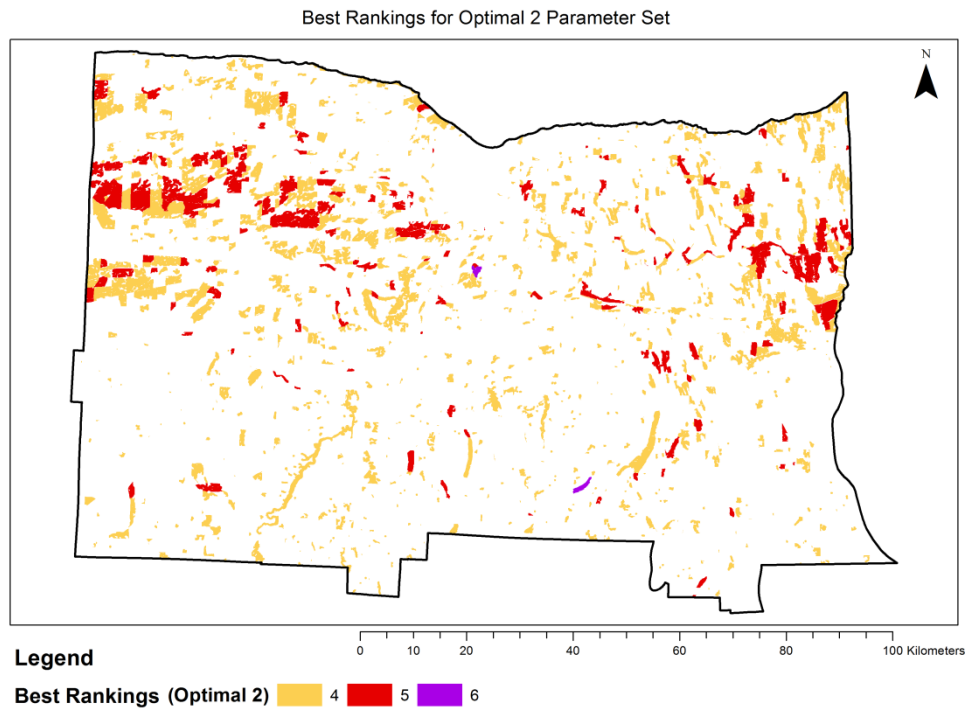 Best Rankings for Optimal 2 Parameter Set
N
0 20 40 60 80 100 Kilometers
Legend
Best Rankings (Optimal 2) 4 5 6